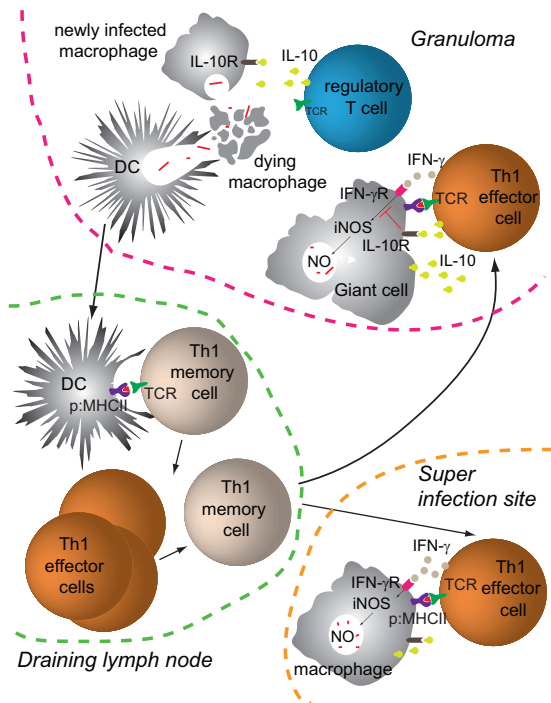 newly infected
macrophage
IL-10R
IL-10
Granuloma
regulatory
T cell
TCR
DC
dying
macrophage
IFN-γ
IFN-γR
Th1
effector
cell
TCR
iNOS
IL-10R
NO
IL-10
Giant cell
DC
p:MHCII
TCR
Th1
memory
cell
Th1
memory
cell
Th1
effector
cells
Draining lymph node
Super
infection site
IFN-γ
IFN-γR
Th1
effector
cell
TCR
iNOS
p:MHCII
NO
macrophage